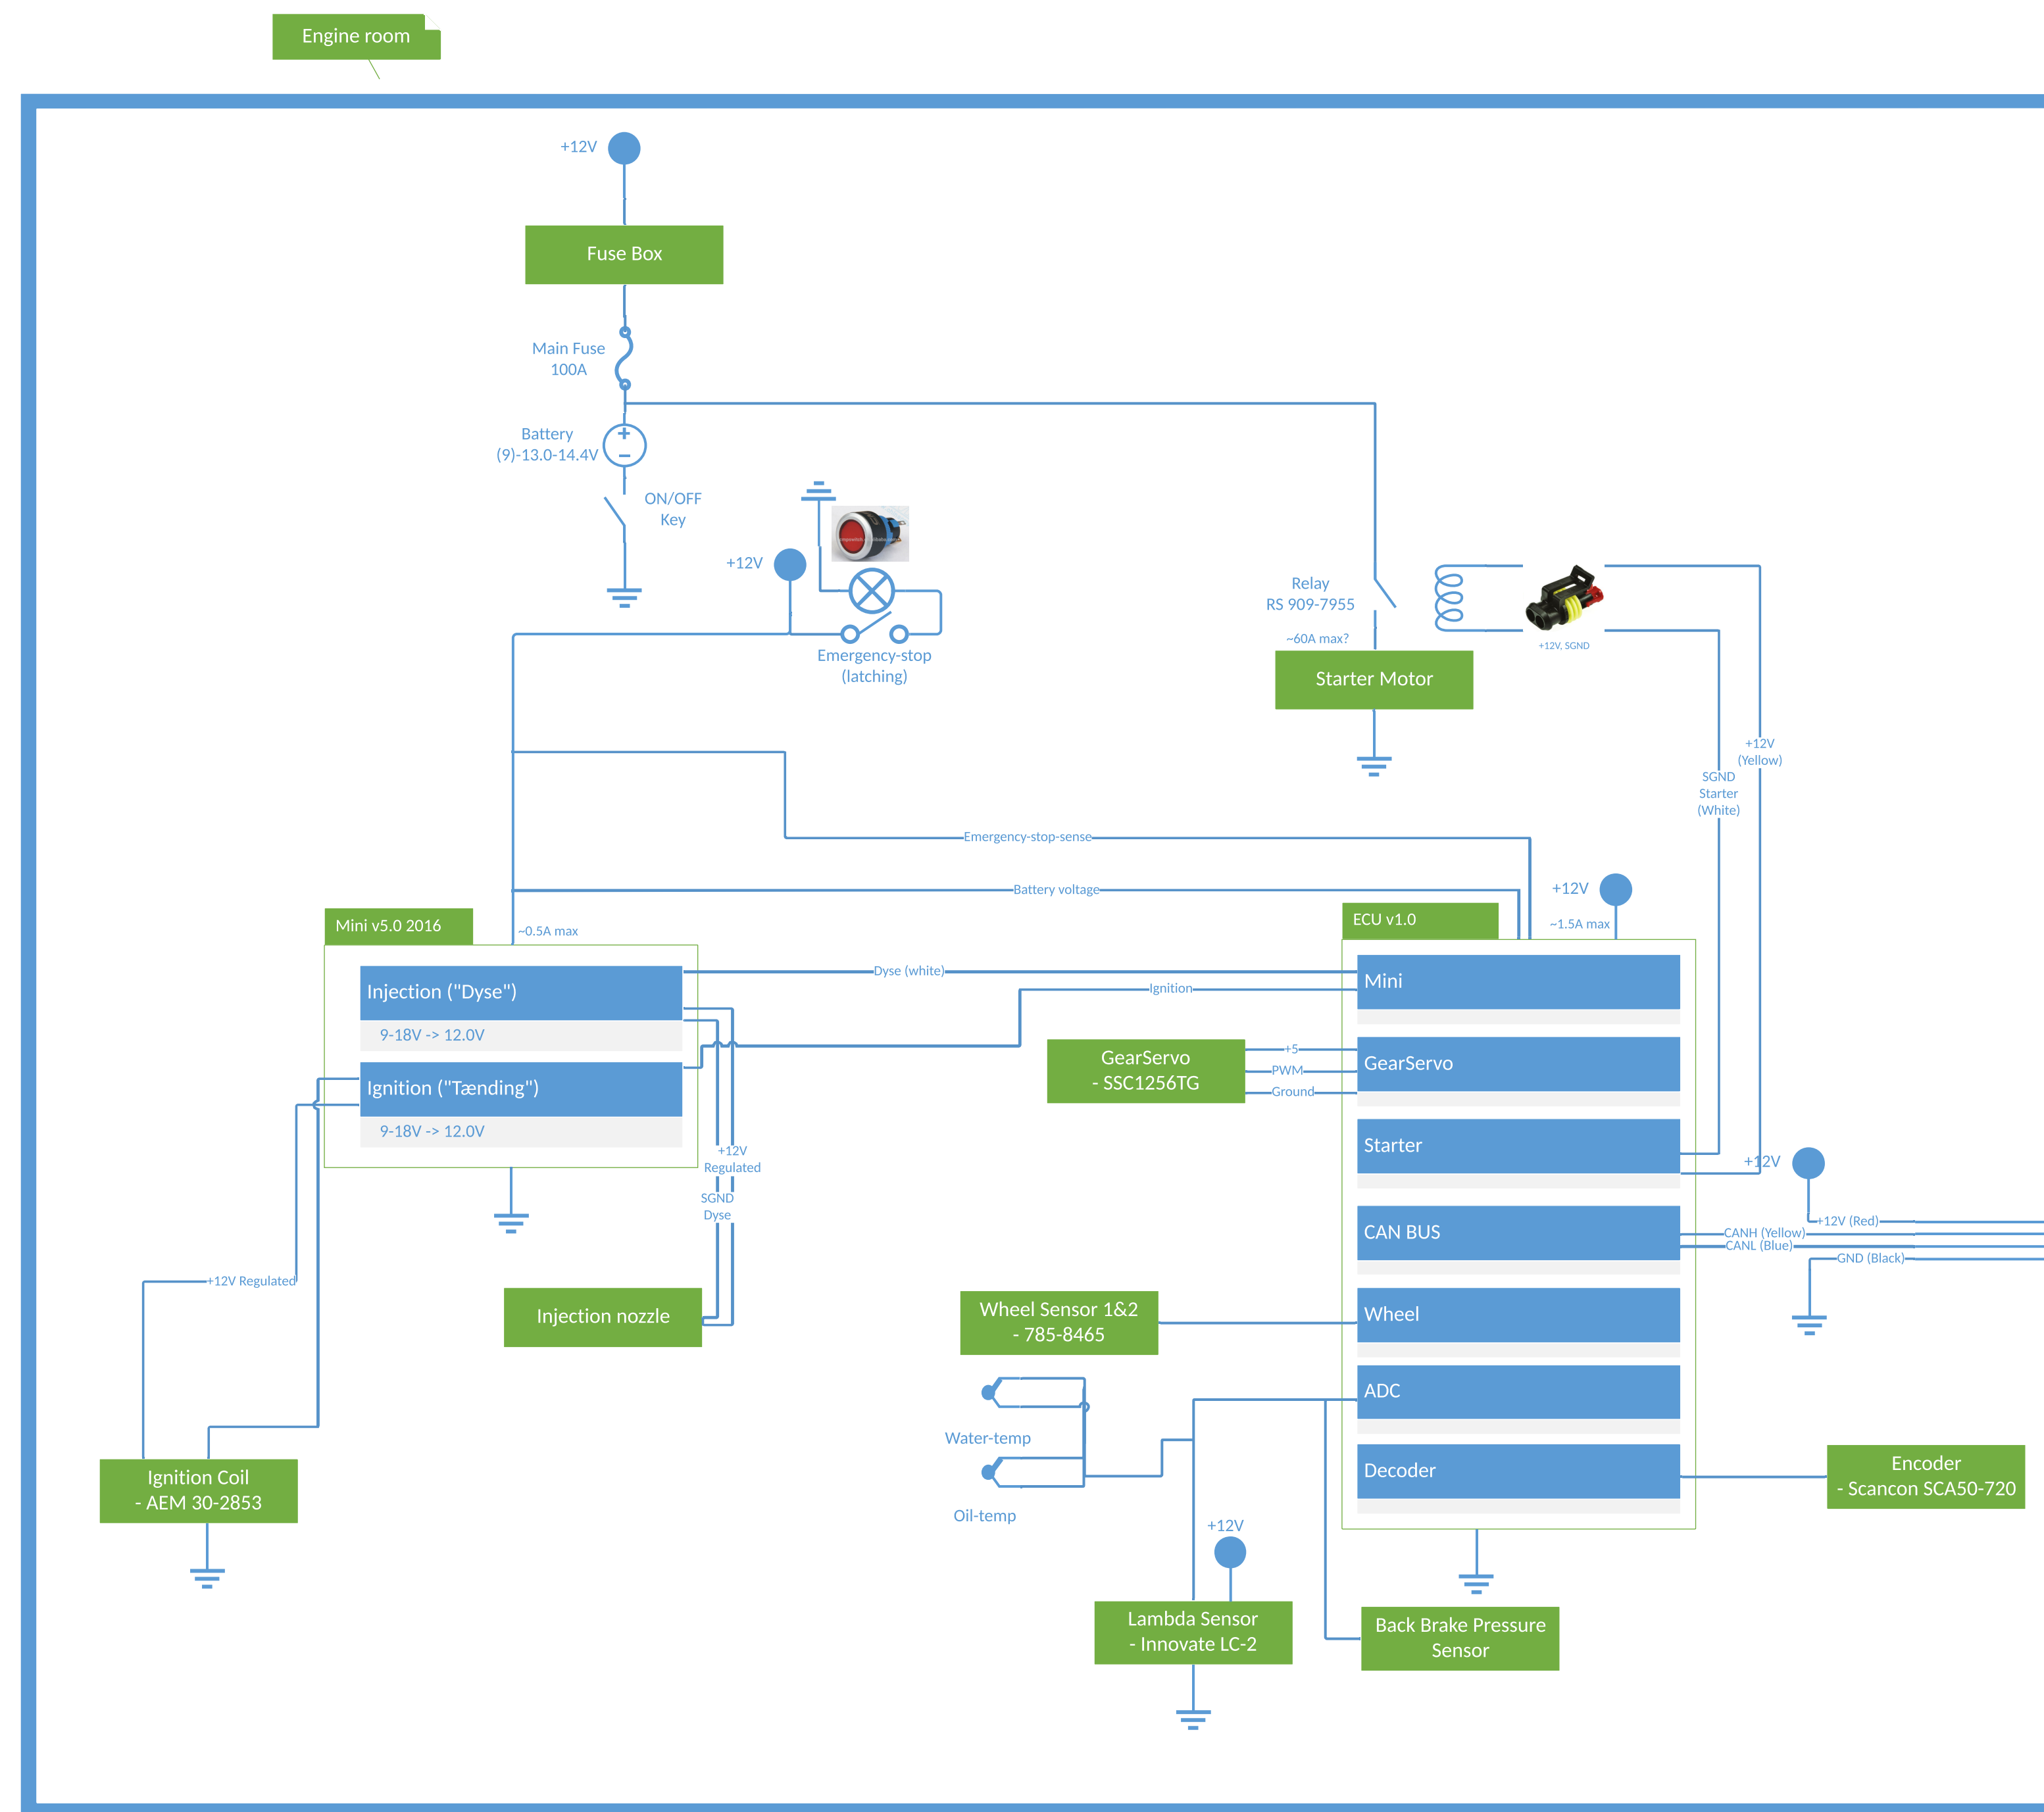 Engine room
+12V
Fuse Box
Main Fuse
100A
Battery
(9)-13.0-14.4V
ON/OFF
Key
+12V
Emergency-stop
(latching)
Relay
RS 909-7955
~60A max?
+12V, SGND
Starter Motor
+12V
(Yellow)
SGND
Starter
(White)
Emergency-stop-sense
Battery voltage
+12V
~1.5A max
Mini v5.0 2016
~0.5A max
ECU v1.0
Injection ("Dyse")
9-18V -> 12.0V
Ignition ("Tænding")
9-18V -> 12.0V
Dyse (white)
Ignition
Mini
GearServo
- SSC1256TG
+5
PWM
Ground
GearServo
Starter
+12V
Regulated
SGND
Dyse
+12V
CAN BUS
+12V (Red)
CANH (Yellow)
CANL (Blue)
GND (Black)
+12V Regulated
Injection nozzle
Wheel Sensor 1&2
- 785-8465
Wheel
ADC
Water-temp
Decoder
Encoder
- Scancon SCA50-720
Ignition Coil
- AEM 30-2853
Oil-temp
+12V
Lambda Sensor
- Innovate LC-2
Back Brake Pressure
Sensor